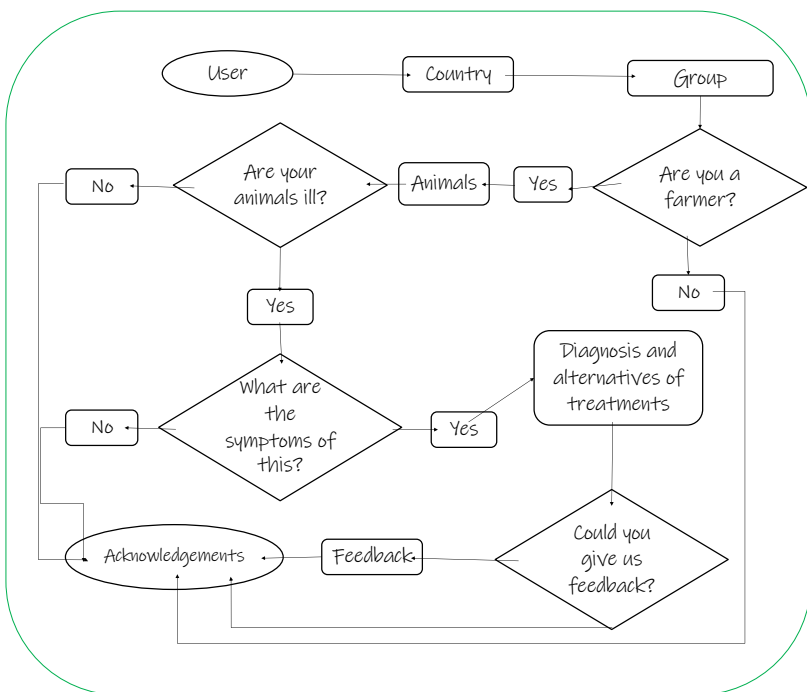 User
Country
Group
Are you a
farmer?
Yes
Animals
Are your
animals ill?
No
No
Yes
Diagnosis and
alternatives of
treatments
What are
the
symptoms of
this?
Yes
No
Could you
give us
feedback?
Feedback
Acknowledgements